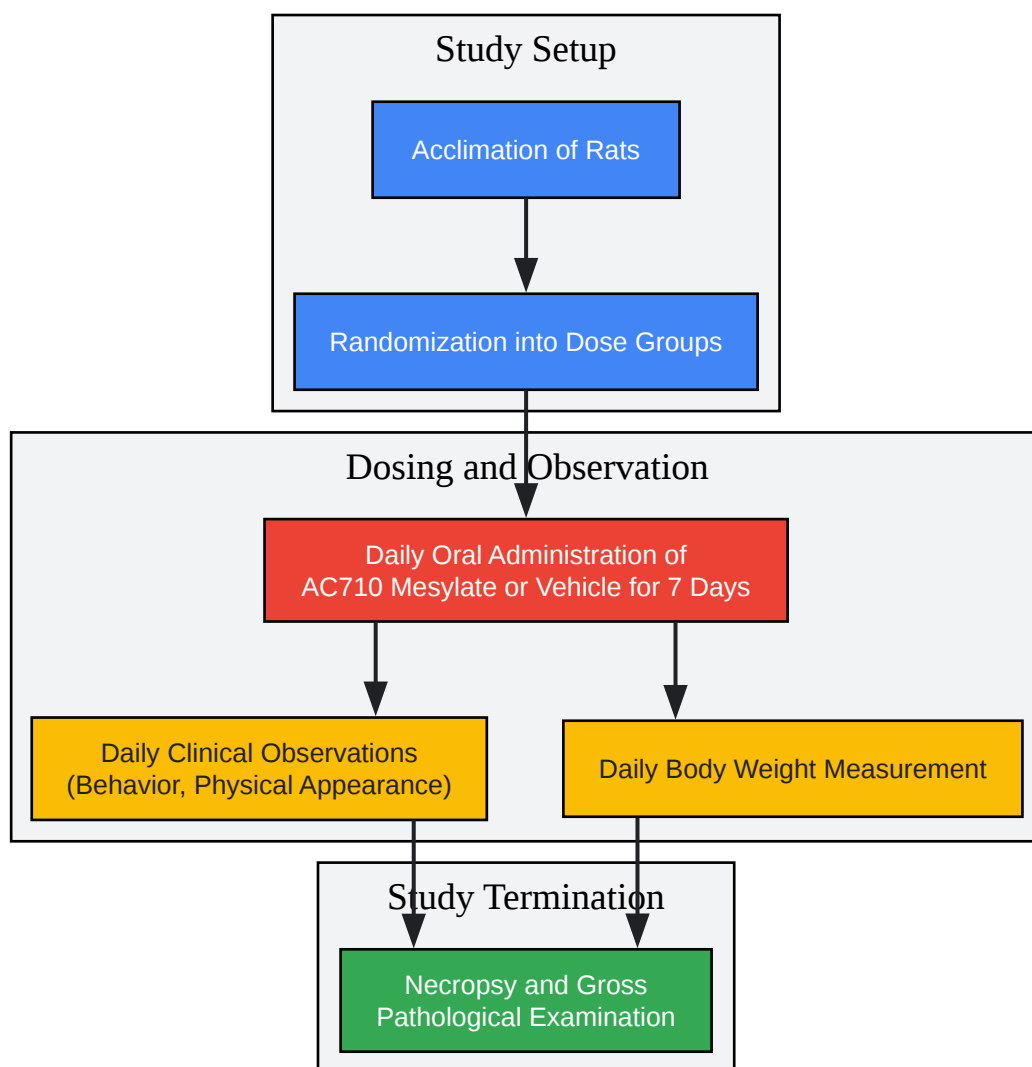 Study Setup
Acclimation of Rats
Randomization into Dose Groups
Dosing and Observation
Daily Oral Administration of
AC710 Mesylate or Vehicle for 7 Days
Daily Clinical Observations
(Behavior, Physical Appearance)
Daily Body Weight Measurement
Study Termination
Necropsy and Gross
Pathological Examination